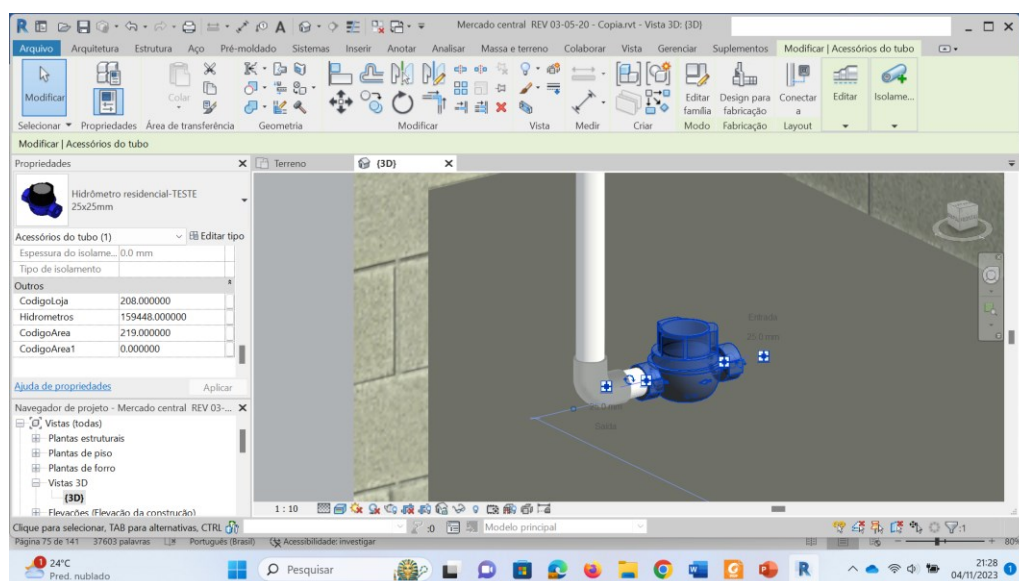 Mercado central REV 03-05-20 - Copia.rvt - Vista 3D: {3D}
Arquivo Arquitetura Estrutura Aço Pré-moldado Sistemas Inserir Anotar Analisar Massa e terreno Colaborar Vista Gerenciar Suplementos Modificar | Acessórios do tubo
Modificar Colar Editar família Design para fabricação Conectar a Editar Isolame...
Selecionar Propriedades Área de transferência Geometria Modificar Vista Medir Criar Modo Fabricação Layout
Modificar | Acessórios do tubo
Propriedades
Terreno {3D}
Hidrômetro residencial-TESTE
25x25mm
Acessórios do tubo (1) Editar tipo
Espessura do isolame... 0.0 mm
Tipo de isolamento
Outros
CodigoLoja 208.000000
Hidrometros 159448.000000
CodigoArea 219.000000
CodigoArea1 0.000000
Ajuda de propriedades Aplicar
Entrada
25.0 mm
25.0 mm
Saída
Navegador de projeto - Mercado central REV 03-...
Vistas (todas)
Plantas estruturais
Plantas de piso
Plantas de forro
Vistas 3D
{3D}
Elevações (Elevação da construção)
1 : 10
Clique para selecionar, TAB para alternativas, CTRL :0 Modelo principal :1
Página 75 de 141 37603 palavras Português (Brasil) Acessibilidade: investigar 80%
24°C
Pred. nublado
Pesquisar
21:28
04/11/2023